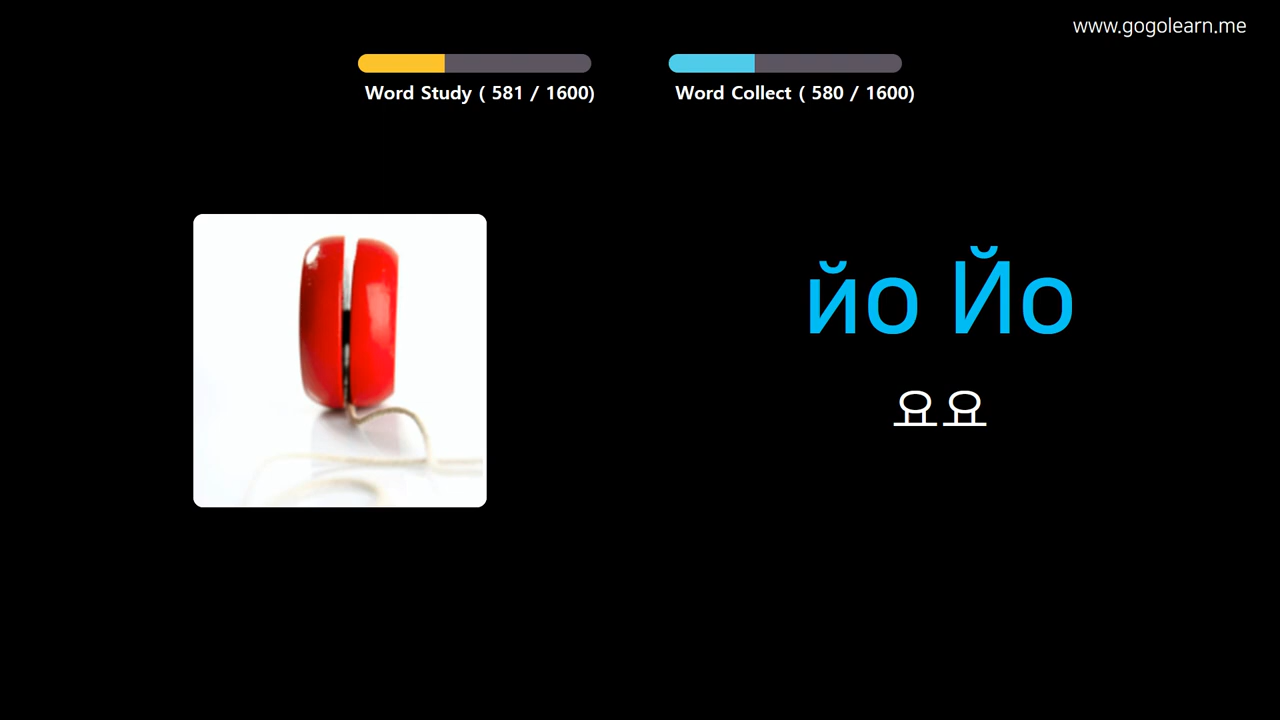 www.gogolearn.me
Word Study ( 581 / 1600)
Word Collect ( 580 / 1600)
йо Йо
요요